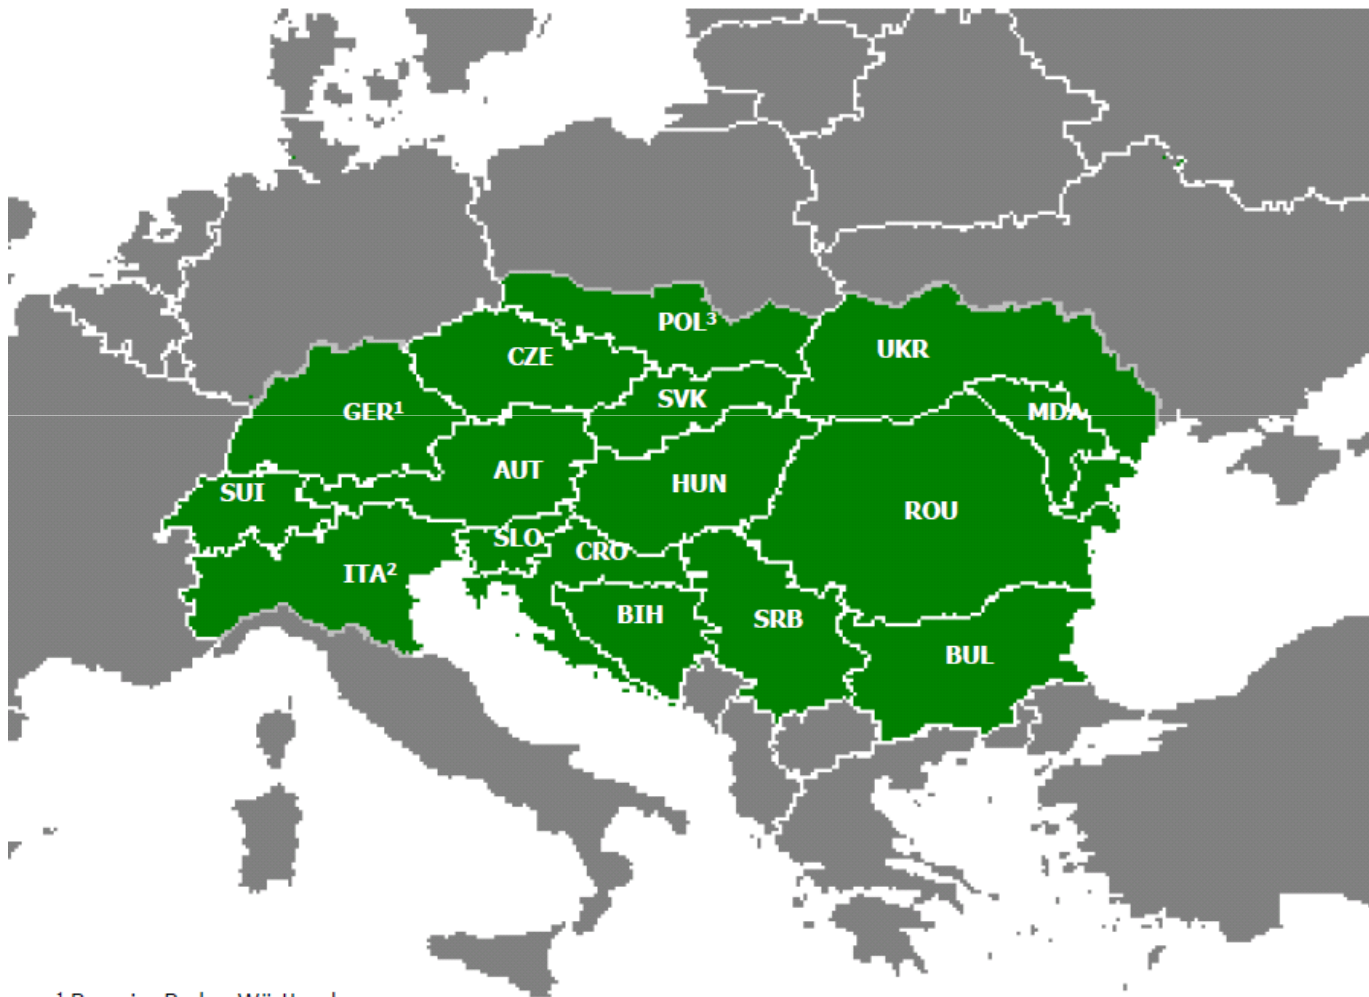 POL³
UKR
CZE
SVK
GER¹
MDA
AUT
HUN
SUI
ROU
SLO
CRO
ITA²
BIH
SRB
BUL